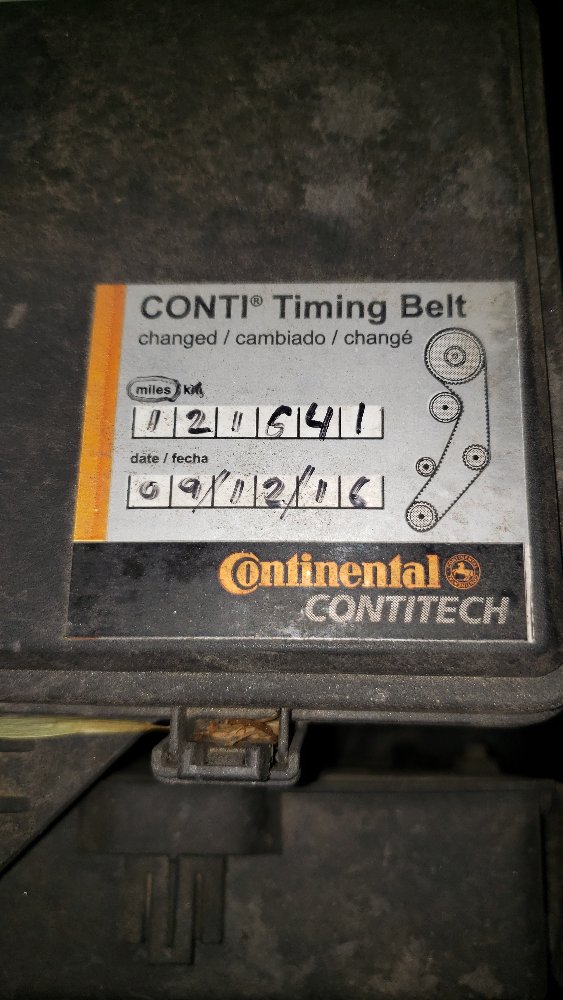 CONTI® Timing Belt
changed / cambiado / changé
miles / km
121641
date / fecha
09/12/16
Continental
CONTITECH